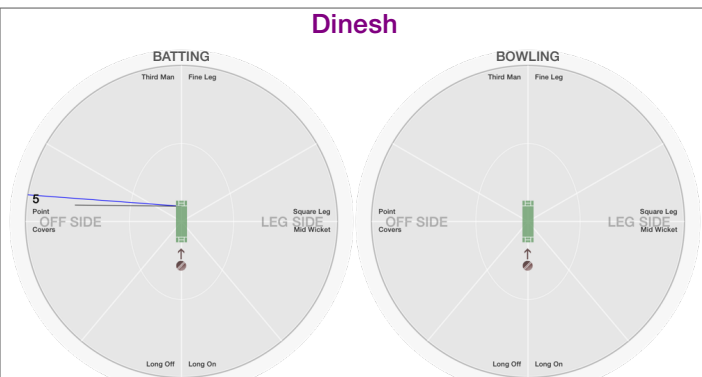 Dinesh
BATTING
Third Man Fine Leg
5
Point
OFF SIDE
Covers
Square Leg
LEG SIDE
Mid Wicket
Long Off Long On
BOWLING
Third Man Fine Leg
Point
OFF SIDE
Covers
Square Leg
LEG SIDE
Mid Wicket
Long Off Long On